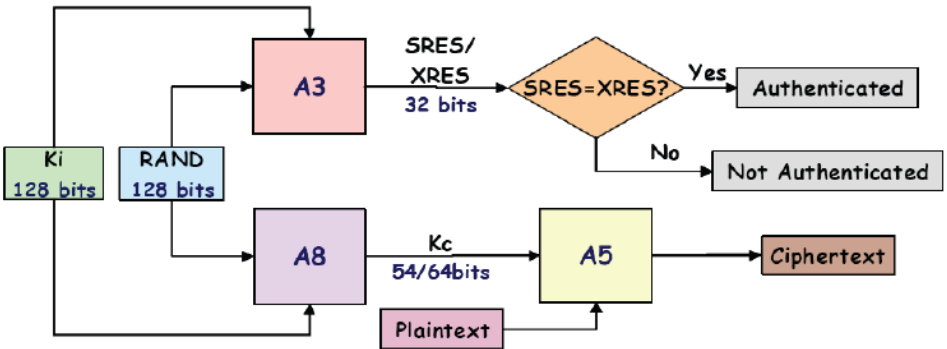 SRES/
XRES
32 bits
A3
SRES=XRES?
Yes
Authenticated
No
Not Authenticated
Ki
128 bits
RAND
128 bits
A8
Kc
54/64bits
A5
Ciphertext
Plaintext